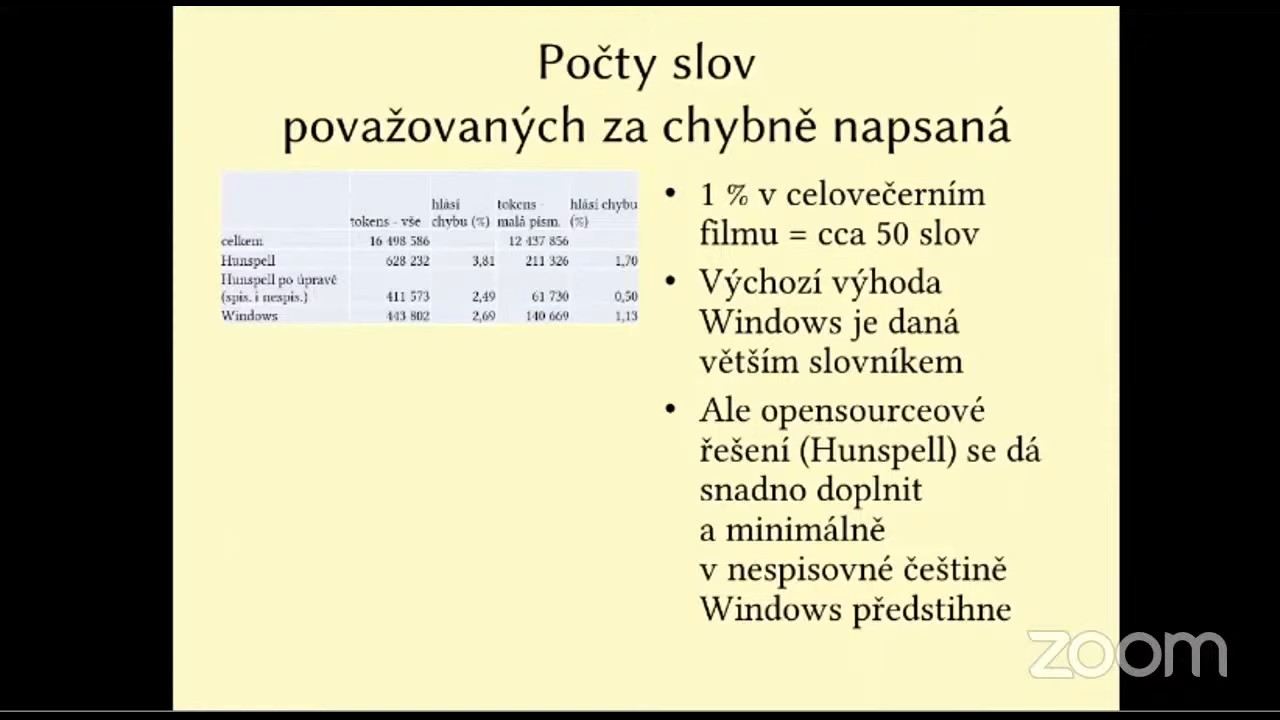 Počty slov
považovaných za chybně napsaná
hlásí tokens - hlásí chybu
tokens - vše chybu (%) malá písm. (%)
celkem 16 498 586 12 437 856
Hunspell 628 232 3,81 211 326 1,70
Hunspell po úpravě
(spis. i nespis.) 411 573 2,49 61 730 0,50
Windows 443 802 2,69 140 669 1,13
• 1 % v celovečerním
filmu = cca 50 slov
• Výchozí výhoda
Windows je daná
větším slovníkem
• Ale opensourceové
řešení (Hunspell) se dá
snadno doplnit
a minimálně
v nespisovné češtině
Windows předstihne
zoom